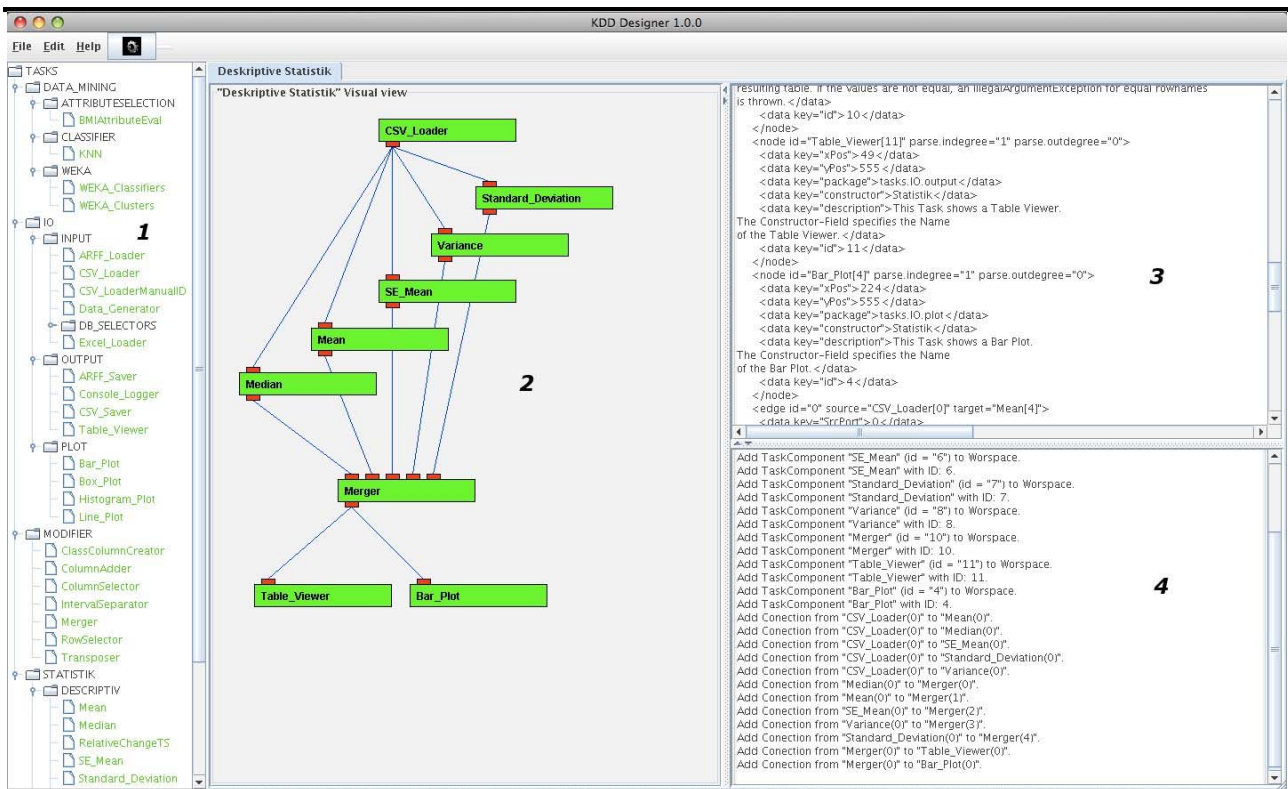 KDD Designer 1.0.0
File Edit Help
TASKS
DATA_MINING
ATTRIBUTESELECTION
BMIAttributeEval
CLASSIFIER
KNN
WEKA
WEKA_Classifiers
WEKA_Clusters
IO
1
INPUT
ARFF_Loader
CSV_Loader
CSV_LoaderManualID
Data_Generator
DB_SELECTORS
Excel_Loader
OUTPUT
ARFF_Saver
Console_Logger
CSV_Saver
Table_Viewer
PLOT
Bar_Plot
Box_Plot
Histogram_Plot
Line_Plot
MODIFIER
ClassColumnCreator
ColumnAdder
ColumnSelector
IntervalSeparator
Merger
RowSelector
Transposer
STATISTIK
DESCRIPTIV
Mean
Median
RelativeChangeTS
SE_Mean
Standard_Deviation
Deskriptive Statistik
"Deskriptive Statistik" Visual view
CSV_Loader
Standard_Deviation
Variance
SE_Mean
Mean
Median
2
Merger
Table_Viewer
Bar_Plot
resulting table. If the values are not equal, an IllegalArgumentException for equal rownames
is thrown.</data>
<data key="id">10</data>
</node>
<node id="Table_Viewer[11]" parse.indegree="1" parse.outdegree="0">
<data key="xPos">49</data>
<data key="yPos">555</data>
<data key="package">tasks.IO.output</data>
<data key="constructor">Statistik</data>
<data key="description">This Task shows a Table Viewer.
The Constructor-Field specifies the Name
of the Table Viewer.</data>
<data key="id">11</data>
</node>
<node id="Bar_Plot[4]" parse.indegree="1" parse.outdegree="0">
<data key="xPos">224</data>
<data key="yPos">555</data>
<data key="package">tasks.IO.plot</data>
<data key="constructor">Statistik</data>
<data key="description">This Task shows a Bar Plot.
The Constructor-Field specifies the Name
of the Bar Plot.</data>
<data key="id">4</data>
</node>
<edge id="0" source="CSV_Loader[0]" target="Mean[4]">
<data key="SrcPort">0</data>
3
Add TaskComponent "SE_Mean" (id = "6") to Worspace.
Add TaskComponent "SE_Mean" with ID: 6.
Add TaskComponent "Standard_Deviation" (id = "7") to Worspace.
Add TaskComponent "Standard_Deviation" with ID: 7.
Add TaskComponent "Variance" (id = "8") to Worspace.
Add TaskComponent "Variance" with ID: 8.
Add TaskComponent "Merger" (id = "10") to Worspace.
Add TaskComponent "Merger" with ID: 10.
Add TaskComponent "Table_Viewer" (id = "11") to Worspace.
Add TaskComponent "Table_Viewer" with ID: 11.
Add TaskComponent "Bar_Plot" (id = "4") to Worspace.
Add TaskComponent "Bar_Plot" with ID: 4.
Add Conection from "CSV_Loader(0)" to "Mean(0)".
Add Conection from "CSV_Loader(0)" to "Median(0)".
Add Conection from "CSV_Loader(0)" to "SE_Mean(0)".
Add Conection from "CSV_Loader(0)" to "Standard_Deviation(0)".
Add Conection from "CSV_Loader(0)" to "Variance(0)".
Add Conection from "Median(0)" to "Merger(0)".
Add Conection from "Mean(0)" to "Merger(1)".
Add Conection from "SE_Mean(0)" to "Merger(2)".
Add Conection from "Variance(0)" to "Merger(3)".
Add Conection from "Standard_Deviation(0)" to "Merger(4)".
Add Conection from "Merger(0)" to "Table_Viewer(0)".
Add Conection from "Merger(0)" to "Bar_Plot(0)".
4